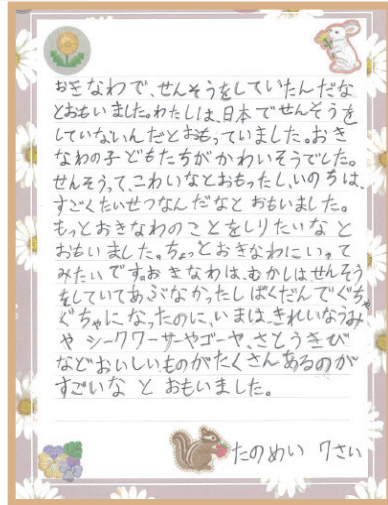 おきなわで、せんそうをしていたんだな
とおもいました。わたしは、日本でせんそうを
していないんだとおもっていました。おき
なわの子どもたちがかわいそうでした。
せんそうって、こわいなとおもったし、いのちは、
すごくたいせつなんだなとおもいました。
もっとおきなわのことをしりたいなと
おもいました。ちょっとおきなわにいって
みたいです。おきなわは、むかしはせんそう
をしていてあぶなかったしばくだんでぐちゃ
ぐちゃになったのに、いまは、きれいなうみ
やシークワーサーやゴーヤ、さとうきび
などおいしいものがたくさんあるのが
すごいなとおもいました。
たのめい 7さい